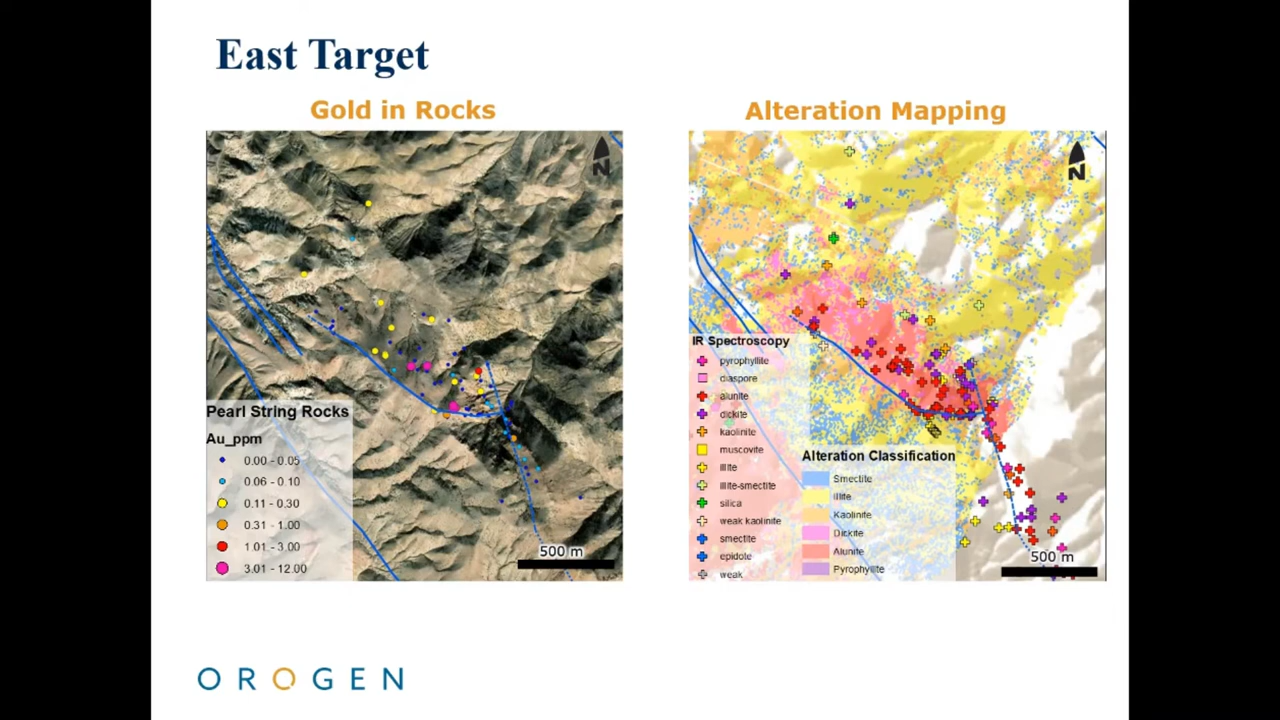 East Target
Gold in Rocks
N
Pearl String Rocks
Au_ppm
0.00 - 0.05
0.06 - 0.10
0.11 - 0.30
0.31 - 1.00
1.01 - 3.00
3.01 - 12.00
500 m
Alteration Mapping
N
IR Spectroscopy
pyrophyllite
diaspore
alunite
dickite
kaolinite
muscovite
illite
illite-smectite
silica
weak kaolinite
smectite
epidote
weak
Alteration Classification
Smectite
Illite
Kaolinite
Dickite
Alunite
Pyrophyllite
500 m
OROGEN